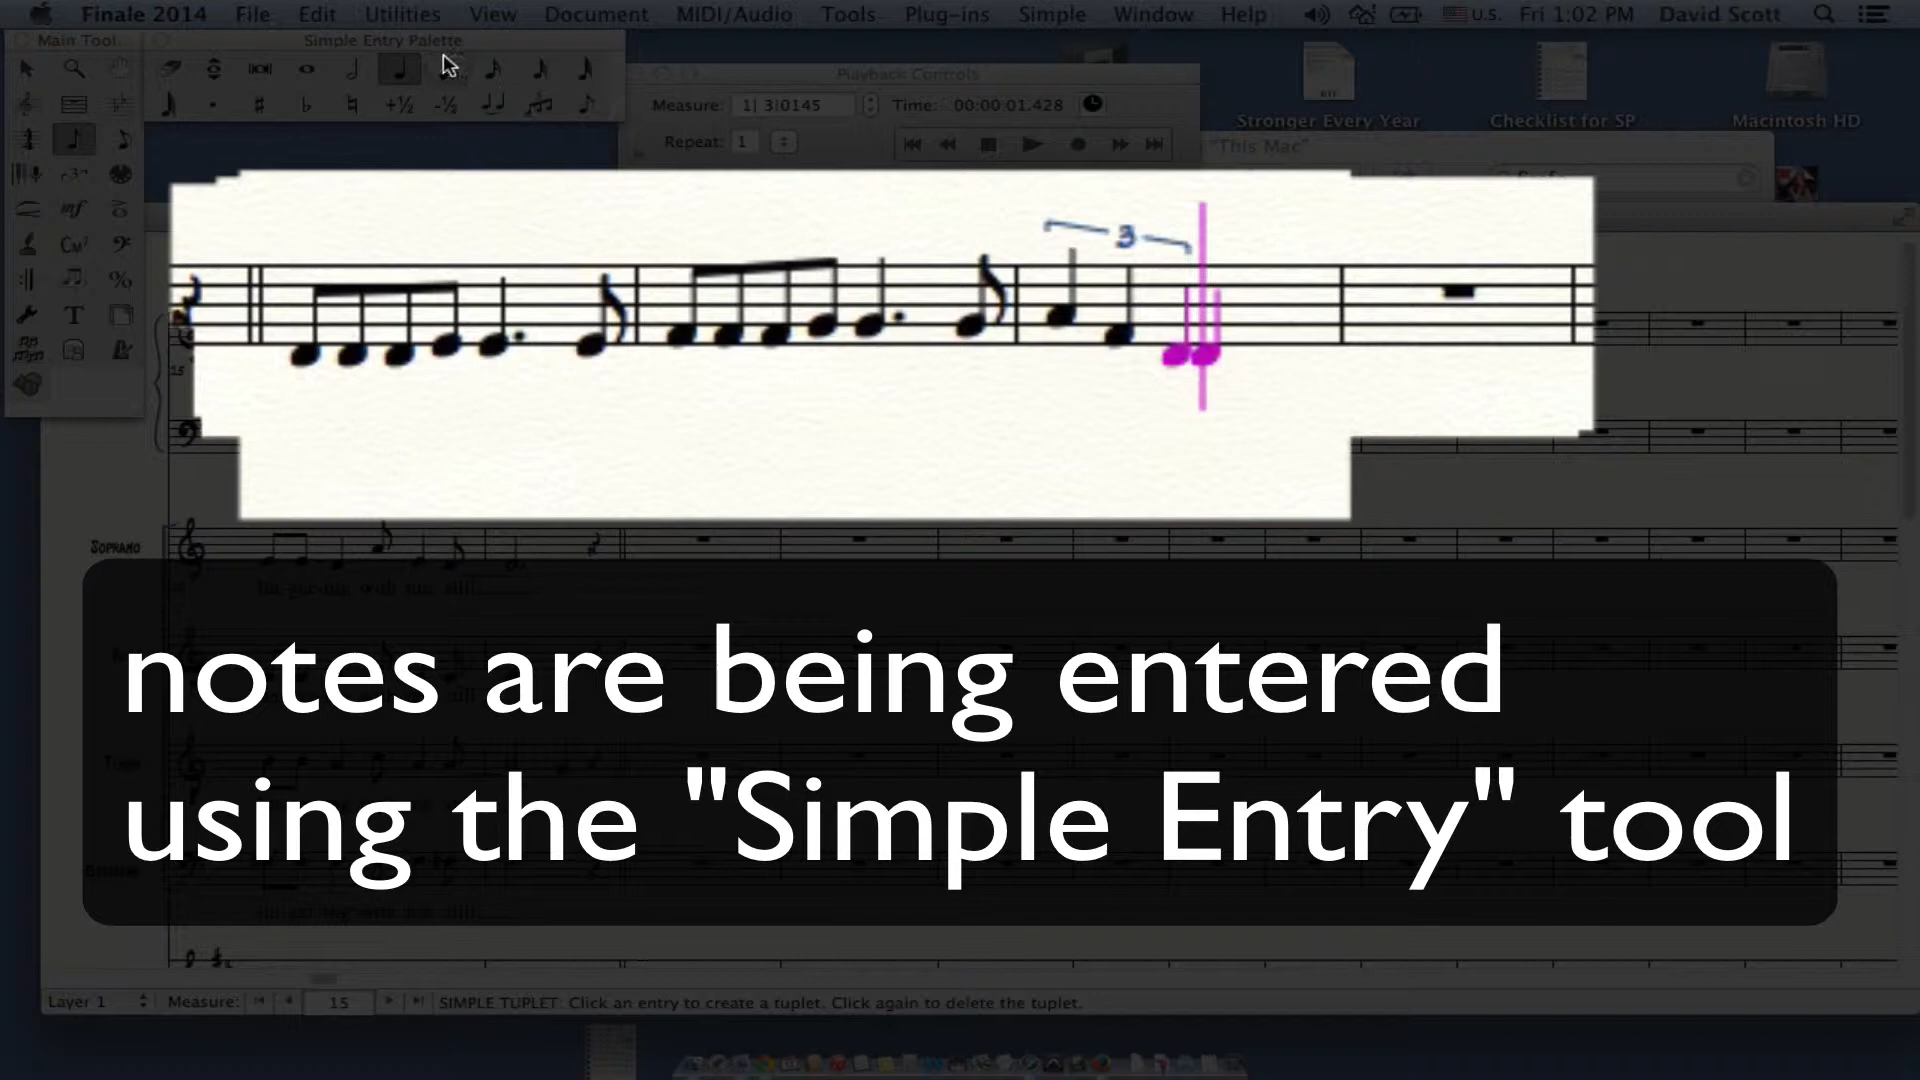 Finale 2014 File Edit Utilities View Document MIDI/Audio Tools Plug-ins Simple Window Help U.S. Fri 1:02 PM David Scott
Main Tool
Simple Entry Palette
Playback Controls
Measure: 1| 3|0145 Time: 00:00:01.428
Repeat: 1
Stronger Every Year
Checklist for SP
Macintosh HD
"This Mac"
3
15
SOPRANO
notes are being entered
using the "Simple Entry" tool
Layer 1 Measure: 15 SIMPLE TUPLET: Click an entry to create a tuplet. Click again to delete the tuplet.